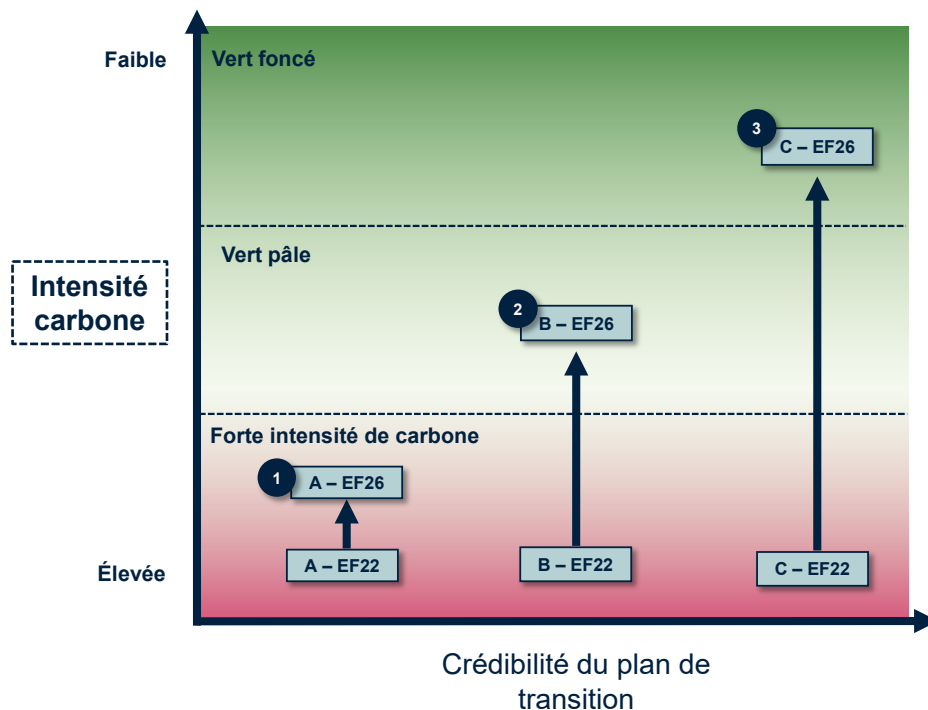 Faible
Vert foncé
3
C – EF26
Vert pâle
Intensité
carbone
2
B – EF26
Forte intensité de carbone
1
A – EF26
Élevée
A – EF22
B – EF22
C – EF22
Crédibilité du plan de
transition